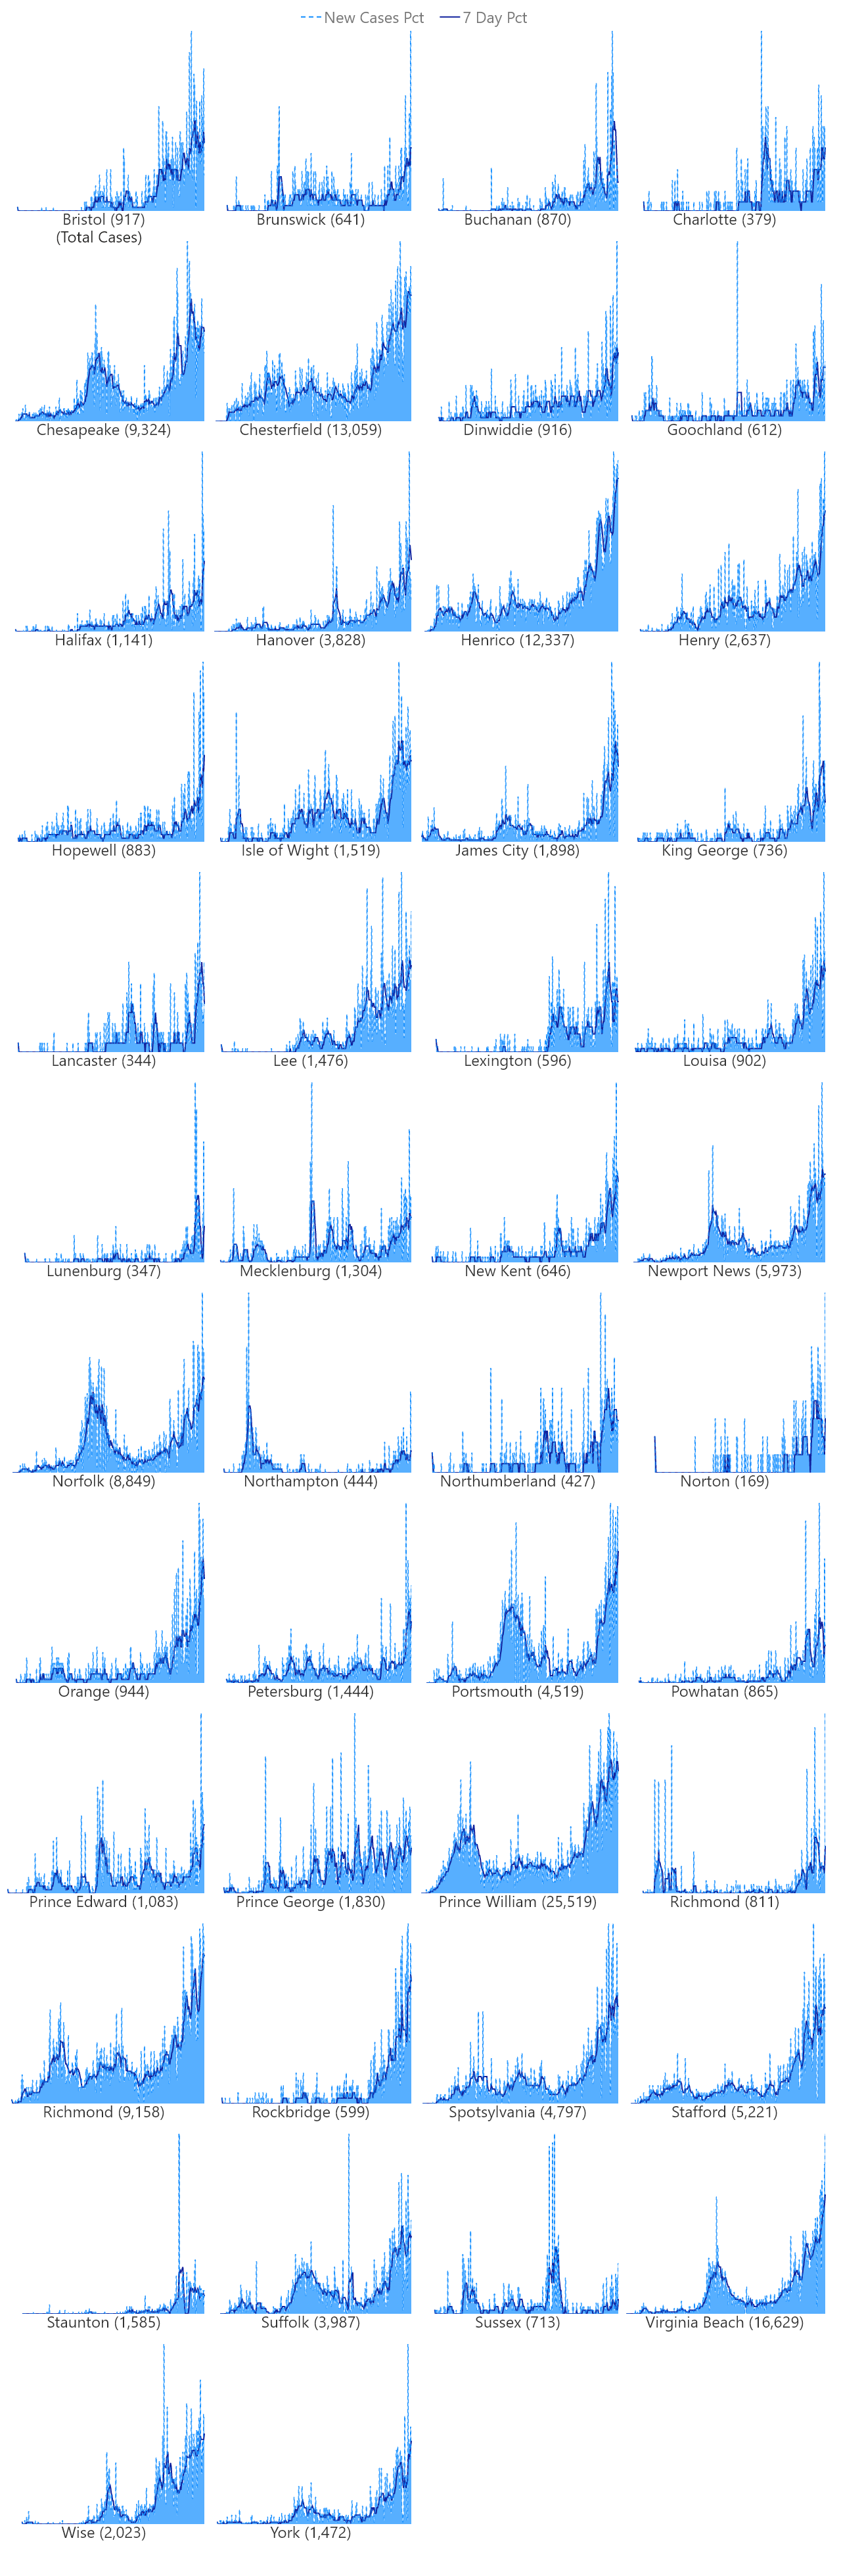 New Cases Pct 7 Day Pct
Bristol (917) Brunswick (641) Buchanan (870) Charlotte (379)
(Total Cases)
Chesapeake (9,324) Chesterfield (13,059) Dinwiddie (916) Goochland (612)
Halifax (1,141) Hanover (3,828) Henrico (12,337) Henry (2,637)
Hopewell (883) Isle of Wight (1,519) James City (1,898) King George (736)
Lancaster (344) Lee (1,476) Lexington (596) Louisa (902)
Lunenburg (347) Mecklenburg (1,304) New Kent (646) Newport News (5,973)
Norfolk (8,849) Northampton (444) Northumberland (427) Norton (169)
Orange (944) Petersburg (1,444) Portsmouth (4,519) Powhatan (865)
Prince Edward (1,083) Prince George (1,830) Prince William (25,519) Richmond (811)
Richmond (9,158) Rockbridge (599) Spotsylvania (4,797) Stafford (5,221)
Staunton (1,585) Suffolk (3,987) Sussex (713) Virginia Beach (16,629)
Wise (2,023) York (1,472)